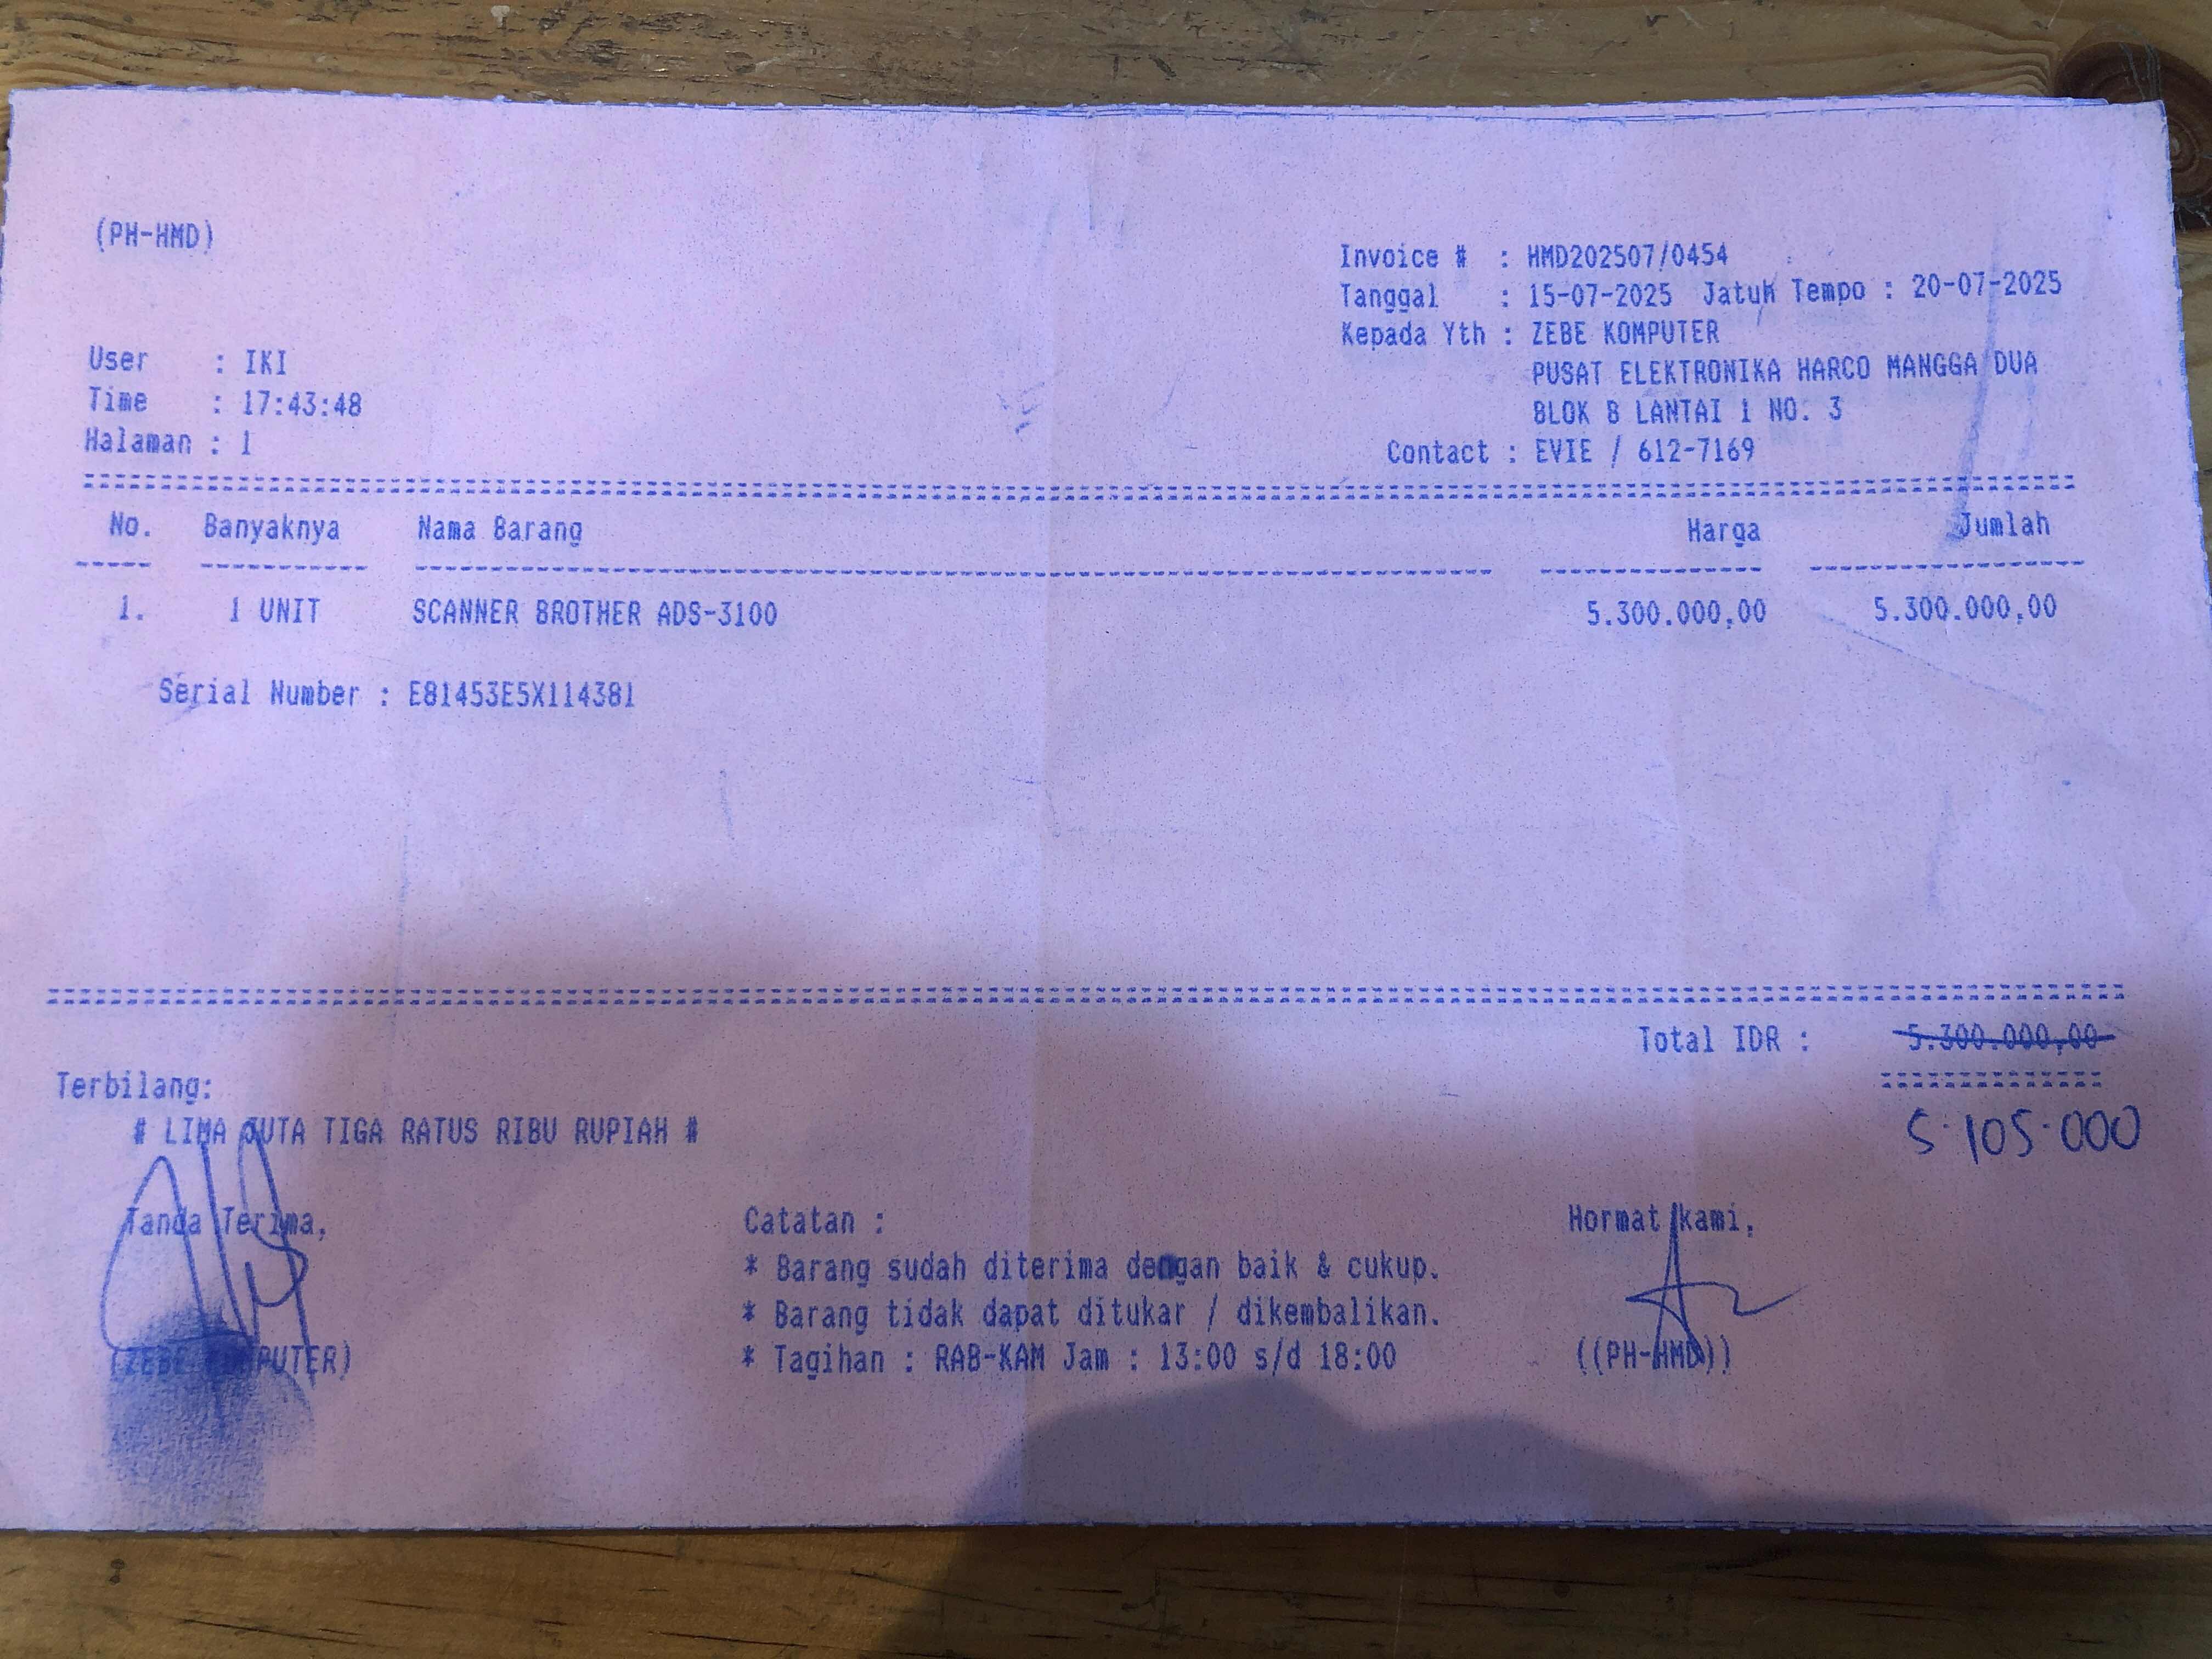 (PH-HMD)
Invoice # : HMD202507/0454
Tanggal : 15-07-2025 Jatuh Tempo : 20-07-2025
Kepada Yth : ZEBE KOMPUTER
PUSAT ELEKTRONIKA HARCO MANGGA DUA
BLOK B LANTAI 1 NO. 3
Contact : EVIE / 612-7169
User : IKI
Time : 17:43:48
Halaman : 1
No. Banyaknya Nama Barang Harga Jumlah
1. 1 UNIT SCANNER BROTHER ADS-3100 5.300.000,00 5.300.000,00
Serial Number : E81453E5X114381
Total IDR : 5.300.000,00
5.105.000
Terbilang:
# LIMA JUTA TIGA RATUS RIBU RUPIAH #
Tanda Terima,
(ZEBE KOMPUTER)
Catatan :
* Barang sudah diterima dengan baik & cukup.
* Barang tidak dapat ditukar / dikembalikan.
* Tagihan : RAB-KAM Jam : 13:00 s/d 18:00
Hormat kami,
((PH-HMD))